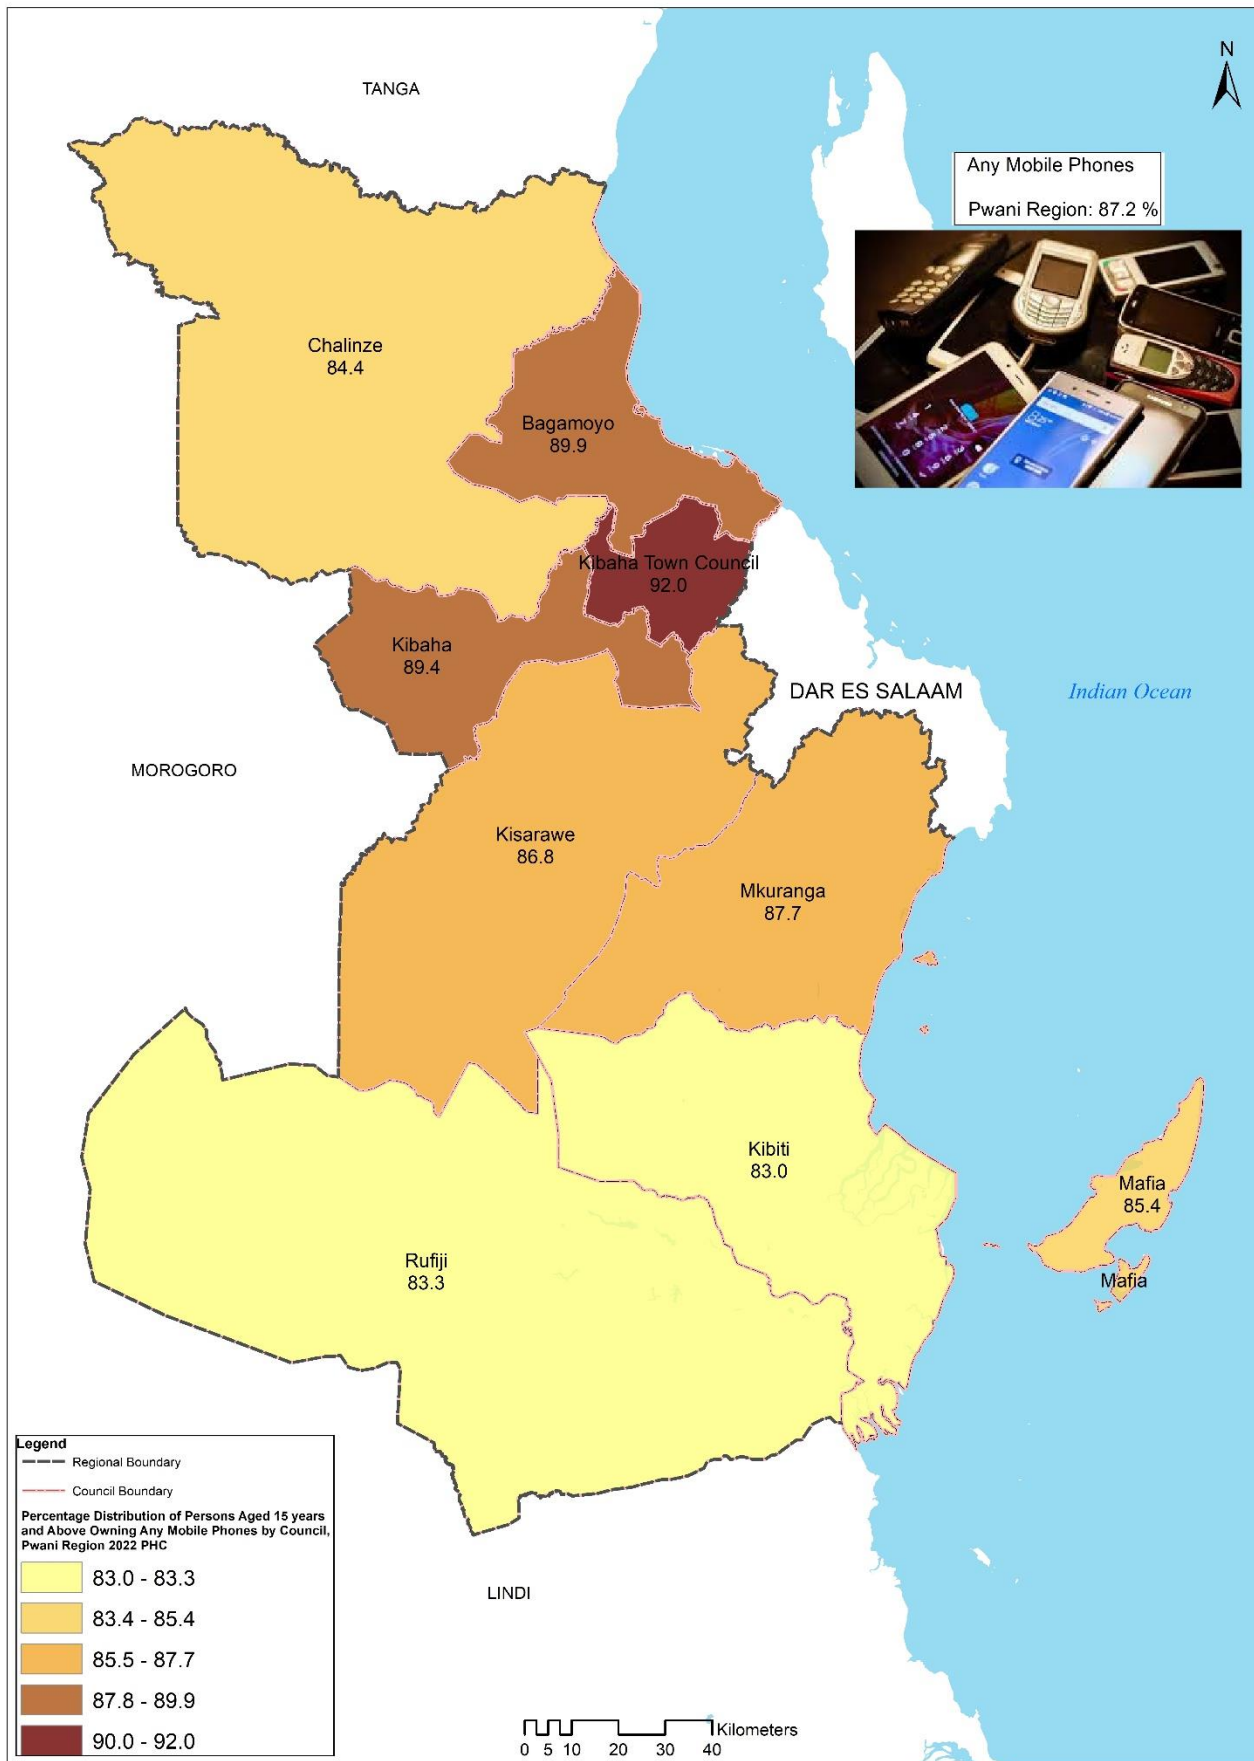 TANGA
N
Any Mobile Phones
Pwani Region: 87.2 %
Chalinze
84.4
Bagamoyo
89.9
Kibaha Town Council
92.0
Kibaha
89.4
DAR ES SALAAM
Indian Ocean
MOROGORO
Kisarawe
86.8
Mkuranga
87.7
Kibiti
83.0
Mafia
85.4
Mafia
Rufiji
83.3
LINDI
Legend
Regional Boundary
Council Boundary
Percentage Distribution of Persons Aged 15 years
and Above Owning Any Mobile Phones by Council,
Pwani Region 2022 PHC
83.0 - 83.3
83.4 - 85.4
85.5 - 87.7
87.8 - 89.9
90.0 - 92.0
Kilometers
0 5 10 20 30 40